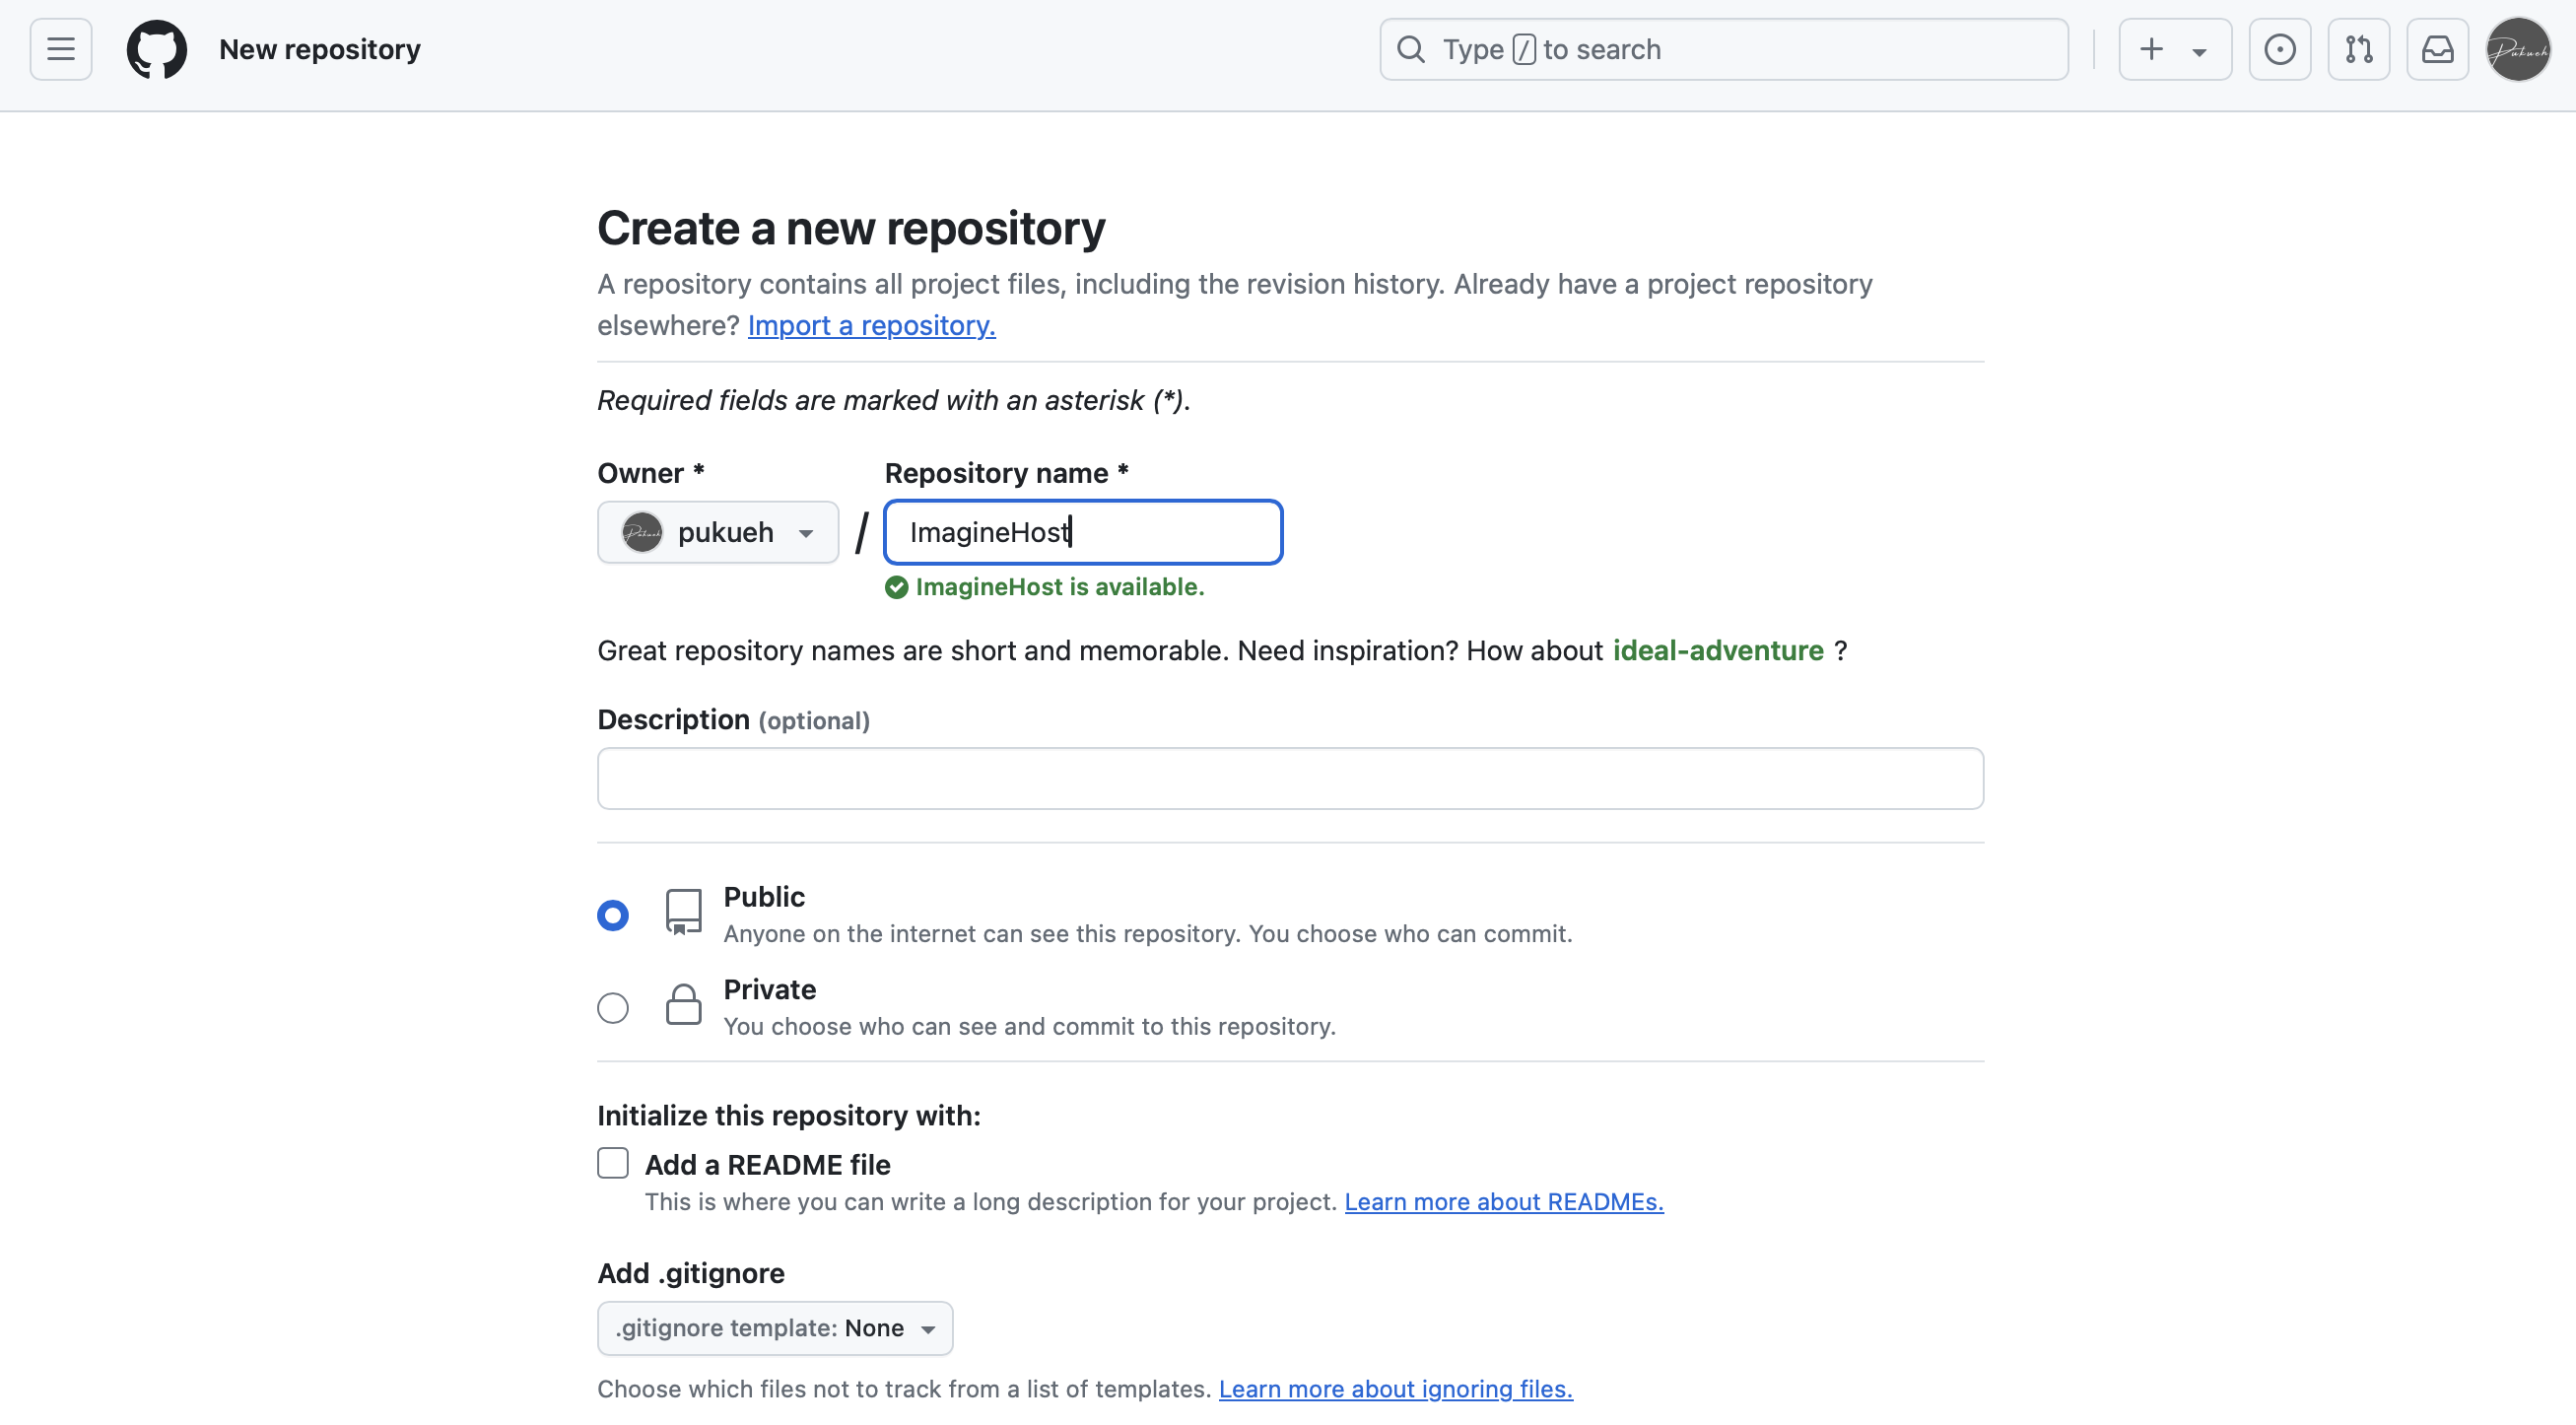 New repository
Type / to search
Pukueh
Create a new repository
A repository contains all project files, including the revision history. Already have a project repository
elsewhere? Import a repository.
Required fields are marked with an asterisk (*).
Owner * Repository name *
Pukueh pukueh / ImagineHost
ImagineHost is available.
Great repository names are short and memorable. Need inspiration? How about ideal-adventure ?
Description (optional)
Public
Anyone on the internet can see this repository. You choose who can commit.
Private
You choose who can see and commit to this repository.
Initialize this repository with:
Add a README file
This is where you can write a long description for your project. Learn more about READMEs.
Add .gitignore
.gitignore template: None
Choose which files not to track from a list of templates. Learn more about ignoring files.